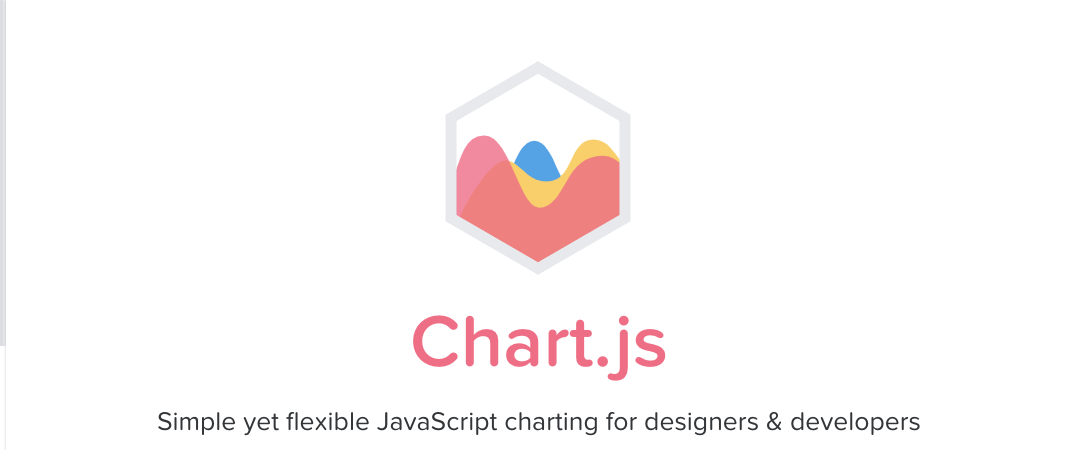 Chart.js
Simple yet flexible JavaScript charting for designers & developers